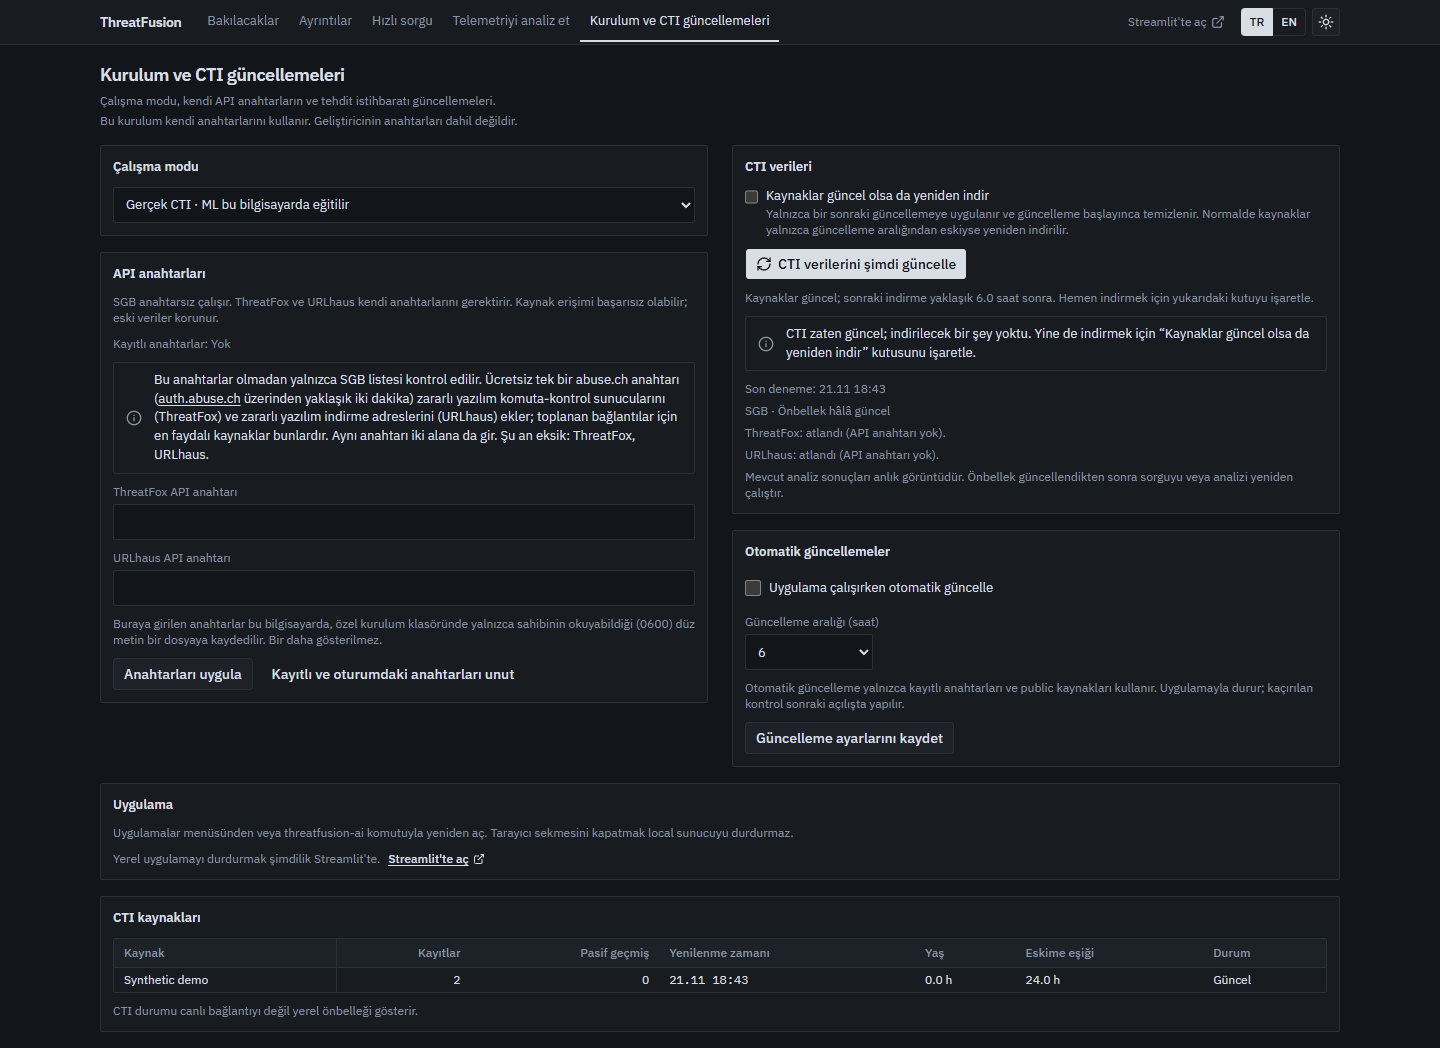 ThreatFusion
Bakılacaklar
Ayrıntılar
Hızlı sorgu
Telemetriyi analiz et
Kurulum ve CTI güncellemeleri
Streamlit'te aç
TR
EN
Kurulum ve CTI güncellemeleri
Çalışma modu, kendi API anahtarların ve tehdit istihbaratı güncellemeleri.
Bu kurulum kendi anahtarlarını kullanır. Geliştiricinin anahtarları dahil değildir.
Çalışma modu
Gerçek CTI · ML bu bilgisayarda eğitilir
API anahtarları
SGB anahtarsız çalışır. ThreatFox ve URLhaus kendi anahtarlarını gerektirir. Kaynak erişimi başarısız olabilir;
eski veriler korunur.
Kayıtlı anahtarlar: Yok
Bu anahtarlar olmadan yalnızca SGB listesi kontrol edilir. Ücretsiz tek bir abuse.ch anahtarı
(auth.abuse.ch üzerinden yaklaşık iki dakika) zararlı yazılım komuta-kontrol sunucularını
(ThreatFox) ve zararlı yazılım indirme adreslerini (URLhaus) ekler; toplanan bağlantılar için
en faydalı kaynaklar bunlardır. Aynı anahtarı iki alana da gir. Şu an eksik: ThreatFox,
URLhaus.
ThreatFox API anahtarı
URLhaus API anahtarı
Buraya girilen anahtarlar bu bilgisayarda, özel kurulum klasöründe yalnızca sahibinin okuyabildiği (0600) düz
metin bir dosyaya kaydedilir. Bir daha gösterilmez.
Anahtarları uygula
Kayıtlı ve oturumdaki anahtarları unut
CTI verileri
Kaynaklar güncel olsa da yeniden indir
Yalnızca bir sonraki güncellemeye uygulanır ve güncelleme başlayınca temizlenir. Normalde kaynaklar
yalnızca güncelleme aralığından eskiyse yeniden indirilir.
CTI verilerini şimdi güncelle
Kaynaklar güncel; sonraki indirme yaklaşık 6.0 saat sonra. Hemen indirmek için yukarıdaki kutuyu işaretle.
CTI zaten güncel; indirilecek bir şey yoktu. Yine de indirmek için “Kaynaklar güncel olsa da
yeniden indir” kutusunu işaretle.
Son deneme: 21.11 18:43
SGB · Önbellek hâlâ güncel
ThreatFox: atlandı (API anahtarı yok).
URLhaus: atlandı (API anahtarı yok).
Mevcut analiz sonuçları anlık görüntüdür. Önbellek güncellendikten sonra sorguyu veya analizi yeniden
çalıştır.
Otomatik güncellemeler
Uygulama çalışırken otomatik güncelle
Güncelleme aralığı (saat)
6
Otomatik güncelleme yalnızca kayıtlı anahtarları ve public kaynakları kullanır. Uygulamayla durur; kaçırılan
kontrol sonraki açılışta yapılır.
Güncelleme ayarlarını kaydet
Uygulama
Uygulamalar menüsünden veya threatfusion-ai komutuyla yeniden aç. Tarayıcı sekmesini kapatmak local sunucuyu durdurmaz.
Yerel uygulamayı durdurmak şimdilik Streamlit'te. Streamlit'te aç
CTI kaynakları
Kaynak Kayıtlar Pasif geçmiş Yenilenme zamanı Yaş Eskime eşiği Durum
Synthetic demo 2 0 21.11 18:43 0.0 h 24.0 h Güncel
CTI durumu canlı bağlantıyı değil yerel önbelleği gösterir.